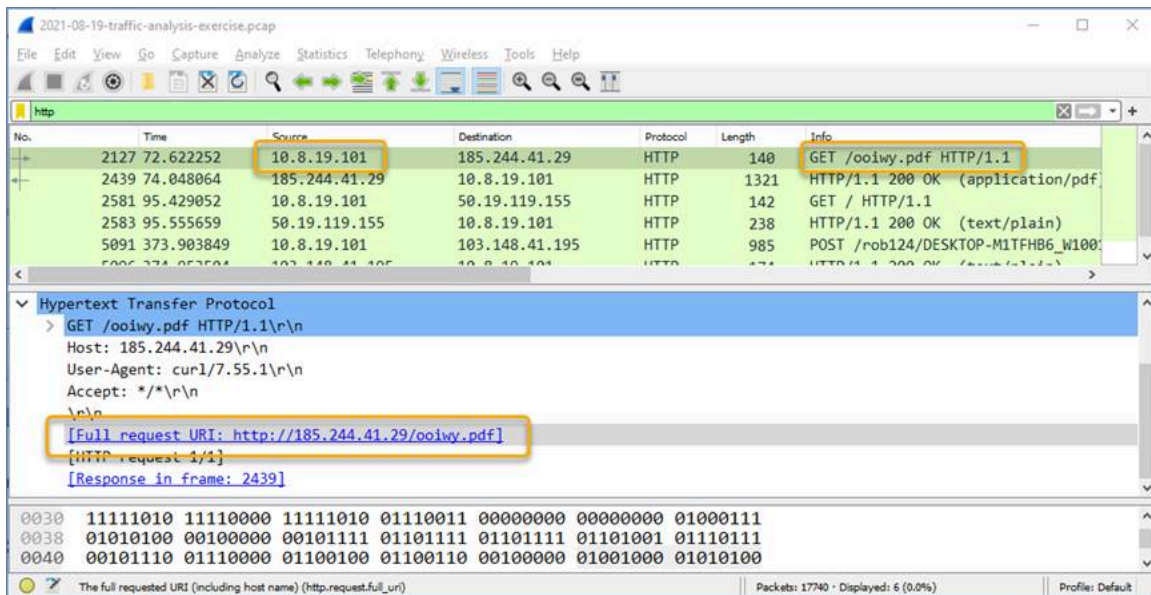 2021-08-19-traffic-analysis-exercise.pcap
File Edit View Go Capture Analyze Statistics Telephony Wireless Tools Help
http
No. Time Source Destination Protocol Length Info
2127 72.622252 10.8.19.101 185.244.41.29 HTTP 140 GET /ooiwy.pdf HTTP/1.1
2439 74.048064 185.244.41.29 10.8.19.101 HTTP 1321 HTTP/1.1 200 OK (application/pdf)
2581 95.429052 10.8.19.101 50.19.119.155 HTTP 142 GET / HTTP/1.1
2583 95.555659 50.19.119.155 10.8.19.101 HTTP 238 HTTP/1.1 200 OK (text/plain)
5091 373.903849 10.8.19.101 103.148.41.195 HTTP 985 POST /rob124/DESKTOP-M1TFHB6_W1001
Hypertext Transfer Protocol
GET /ooiwy.pdf HTTP/1.1\r\n
Host: 185.244.41.29\r\n
User-Agent: curl/7.55.1\r\n
Accept: */*\r\n
\r\n
[Full request URI: http://185.244.41.29/ooiwy.pdf]
[HTTP request 1/1]
[Response in frame: 2439]
0030 11111010 11110000 11111010 01110011 00000000 00000000 01000111
0038 01010100 00100000 00101111 01101111 01101111 01101001 01110111
0040 00101110 01110000 01100100 01100110 00100000 01001000 01010100
The full requested URI (including host name) (http.request.full_uri) Packets: 17740 · Displayed: 6 (0.0%) Profile: Default